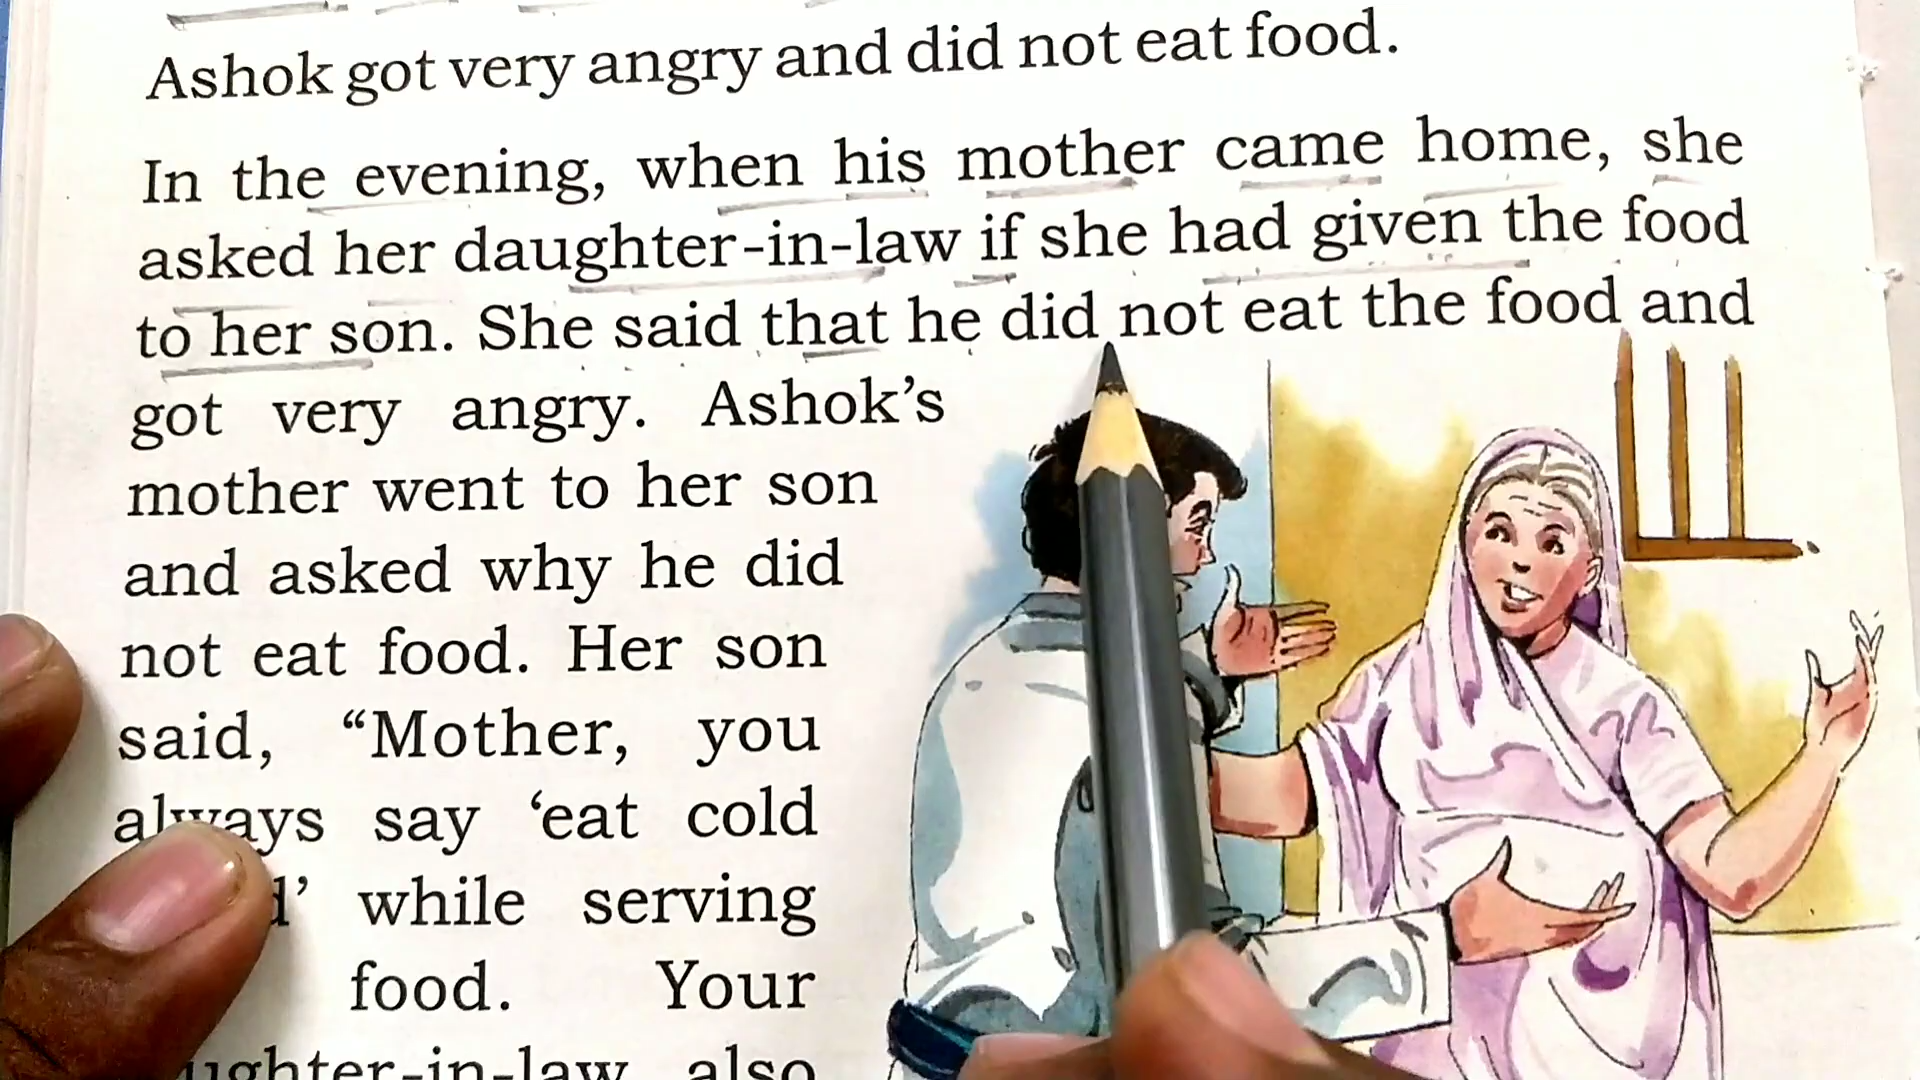 Ashok got very angry and did not eat food.
In the evening, when his mother came home, she
asked her daughter-in-law if she had given the food
to her son. She said that he did not eat the food and
got very angry. Ashok's
mother went to her son
and asked why he did
not eat food. Her son
said, “Mother, you
always say ‘eat cold
while serving
food. Your
also